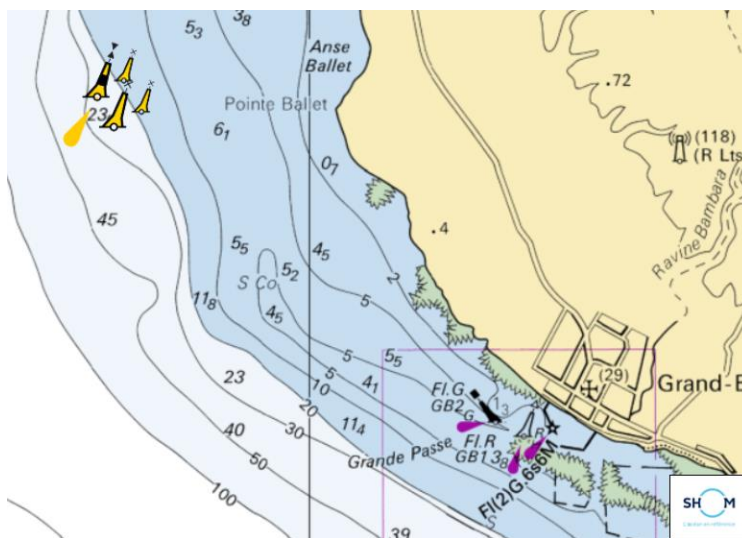 3₈
5₃
Anse
Ballet
72
Pointe Ballet
23
6₁
(118)
(R Lts
0₇
Ravine Bambara
45
4
5₅
4₅
5₂
2
S Co
11₈
5
4₅
5
5₅
(29)
Grand-B
23
5
4₁
Fl.G
GB2
G
1₃
10
20
11₄
Fl.R
GB1
3₈
R
40
30
Grande Passe
50
Fl(2)G.6s6M
100
S
39
SHOM